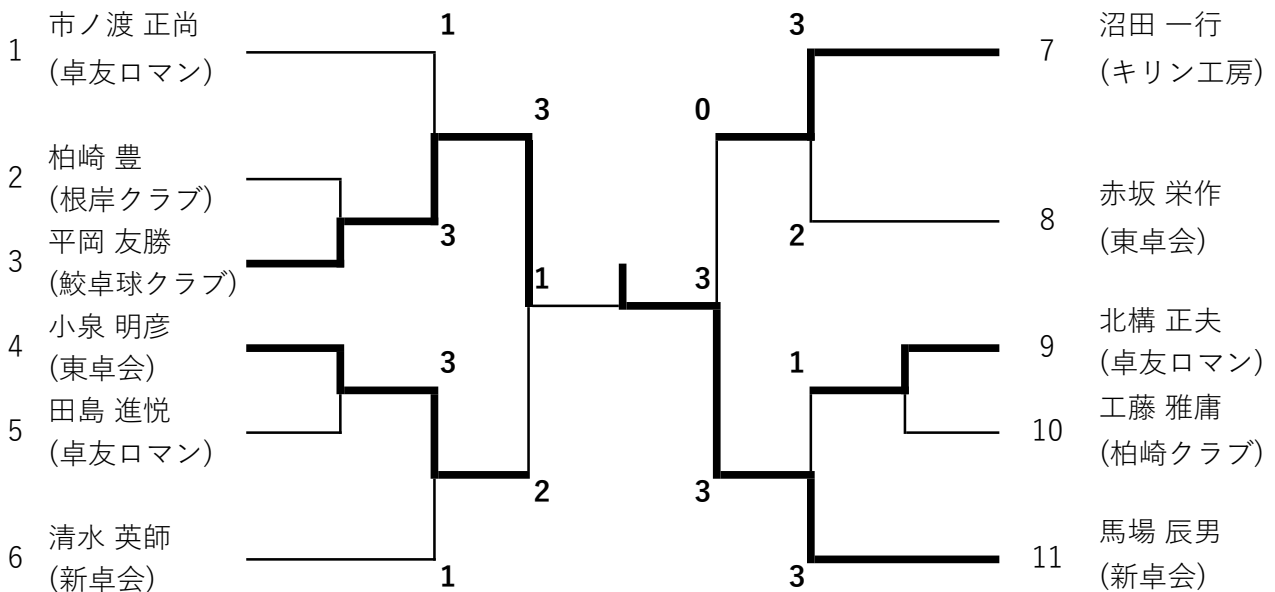 1
市ノ渡 正尚
(卓友ロマン)
2
柏崎 豊
(根岸クラブ)
3
平岡 友勝
(鮫卓球クラブ)
4
小泉 明彦
(東卓会)
5
田島 進悦
(卓友ロマン)
6
清水 英師
(新卓会)
1
3
3
1
3
2
1
3
0
3
3
2
1
3
7
沼田 一行
(キリン工房)
8
赤坂 栄作
(東卓会)
9
北構 正夫
(卓友ロマン)
10
工藤 雅庸
(柏崎クラブ)
11
馬場 辰男
(新卓会)